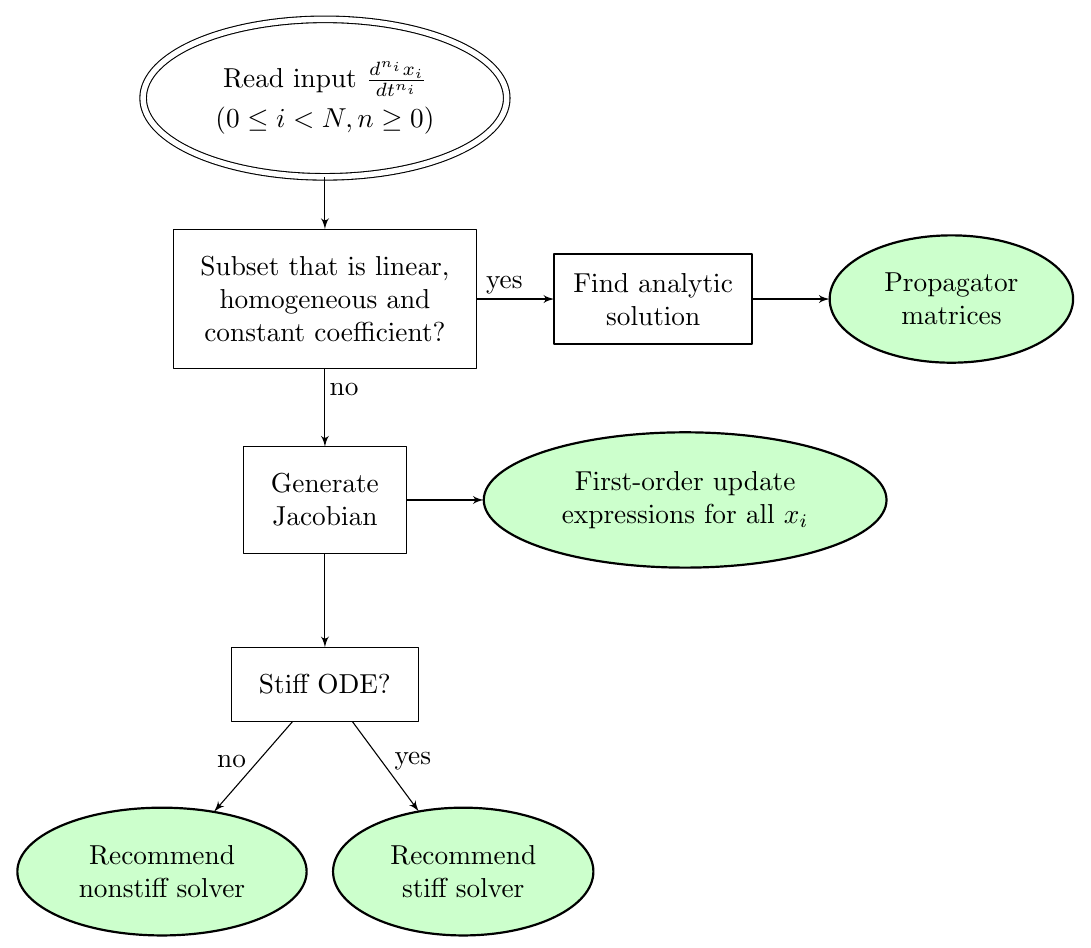 Read input $\frac{d^{n_i} x_i}{dt^{n_i}}$
$(0 \leq i < N, n \geq 0)$
Subset that is linear,
homogeneous and
constant coefficient?
yes
Find analytic
solution
Propagator
matrices
no
Generate
Jacobian
First-order update
expressions for all $x_i$
Stiff ODE?
no
yes
Recommend
nonstiff solver
Recommend
stiff solver